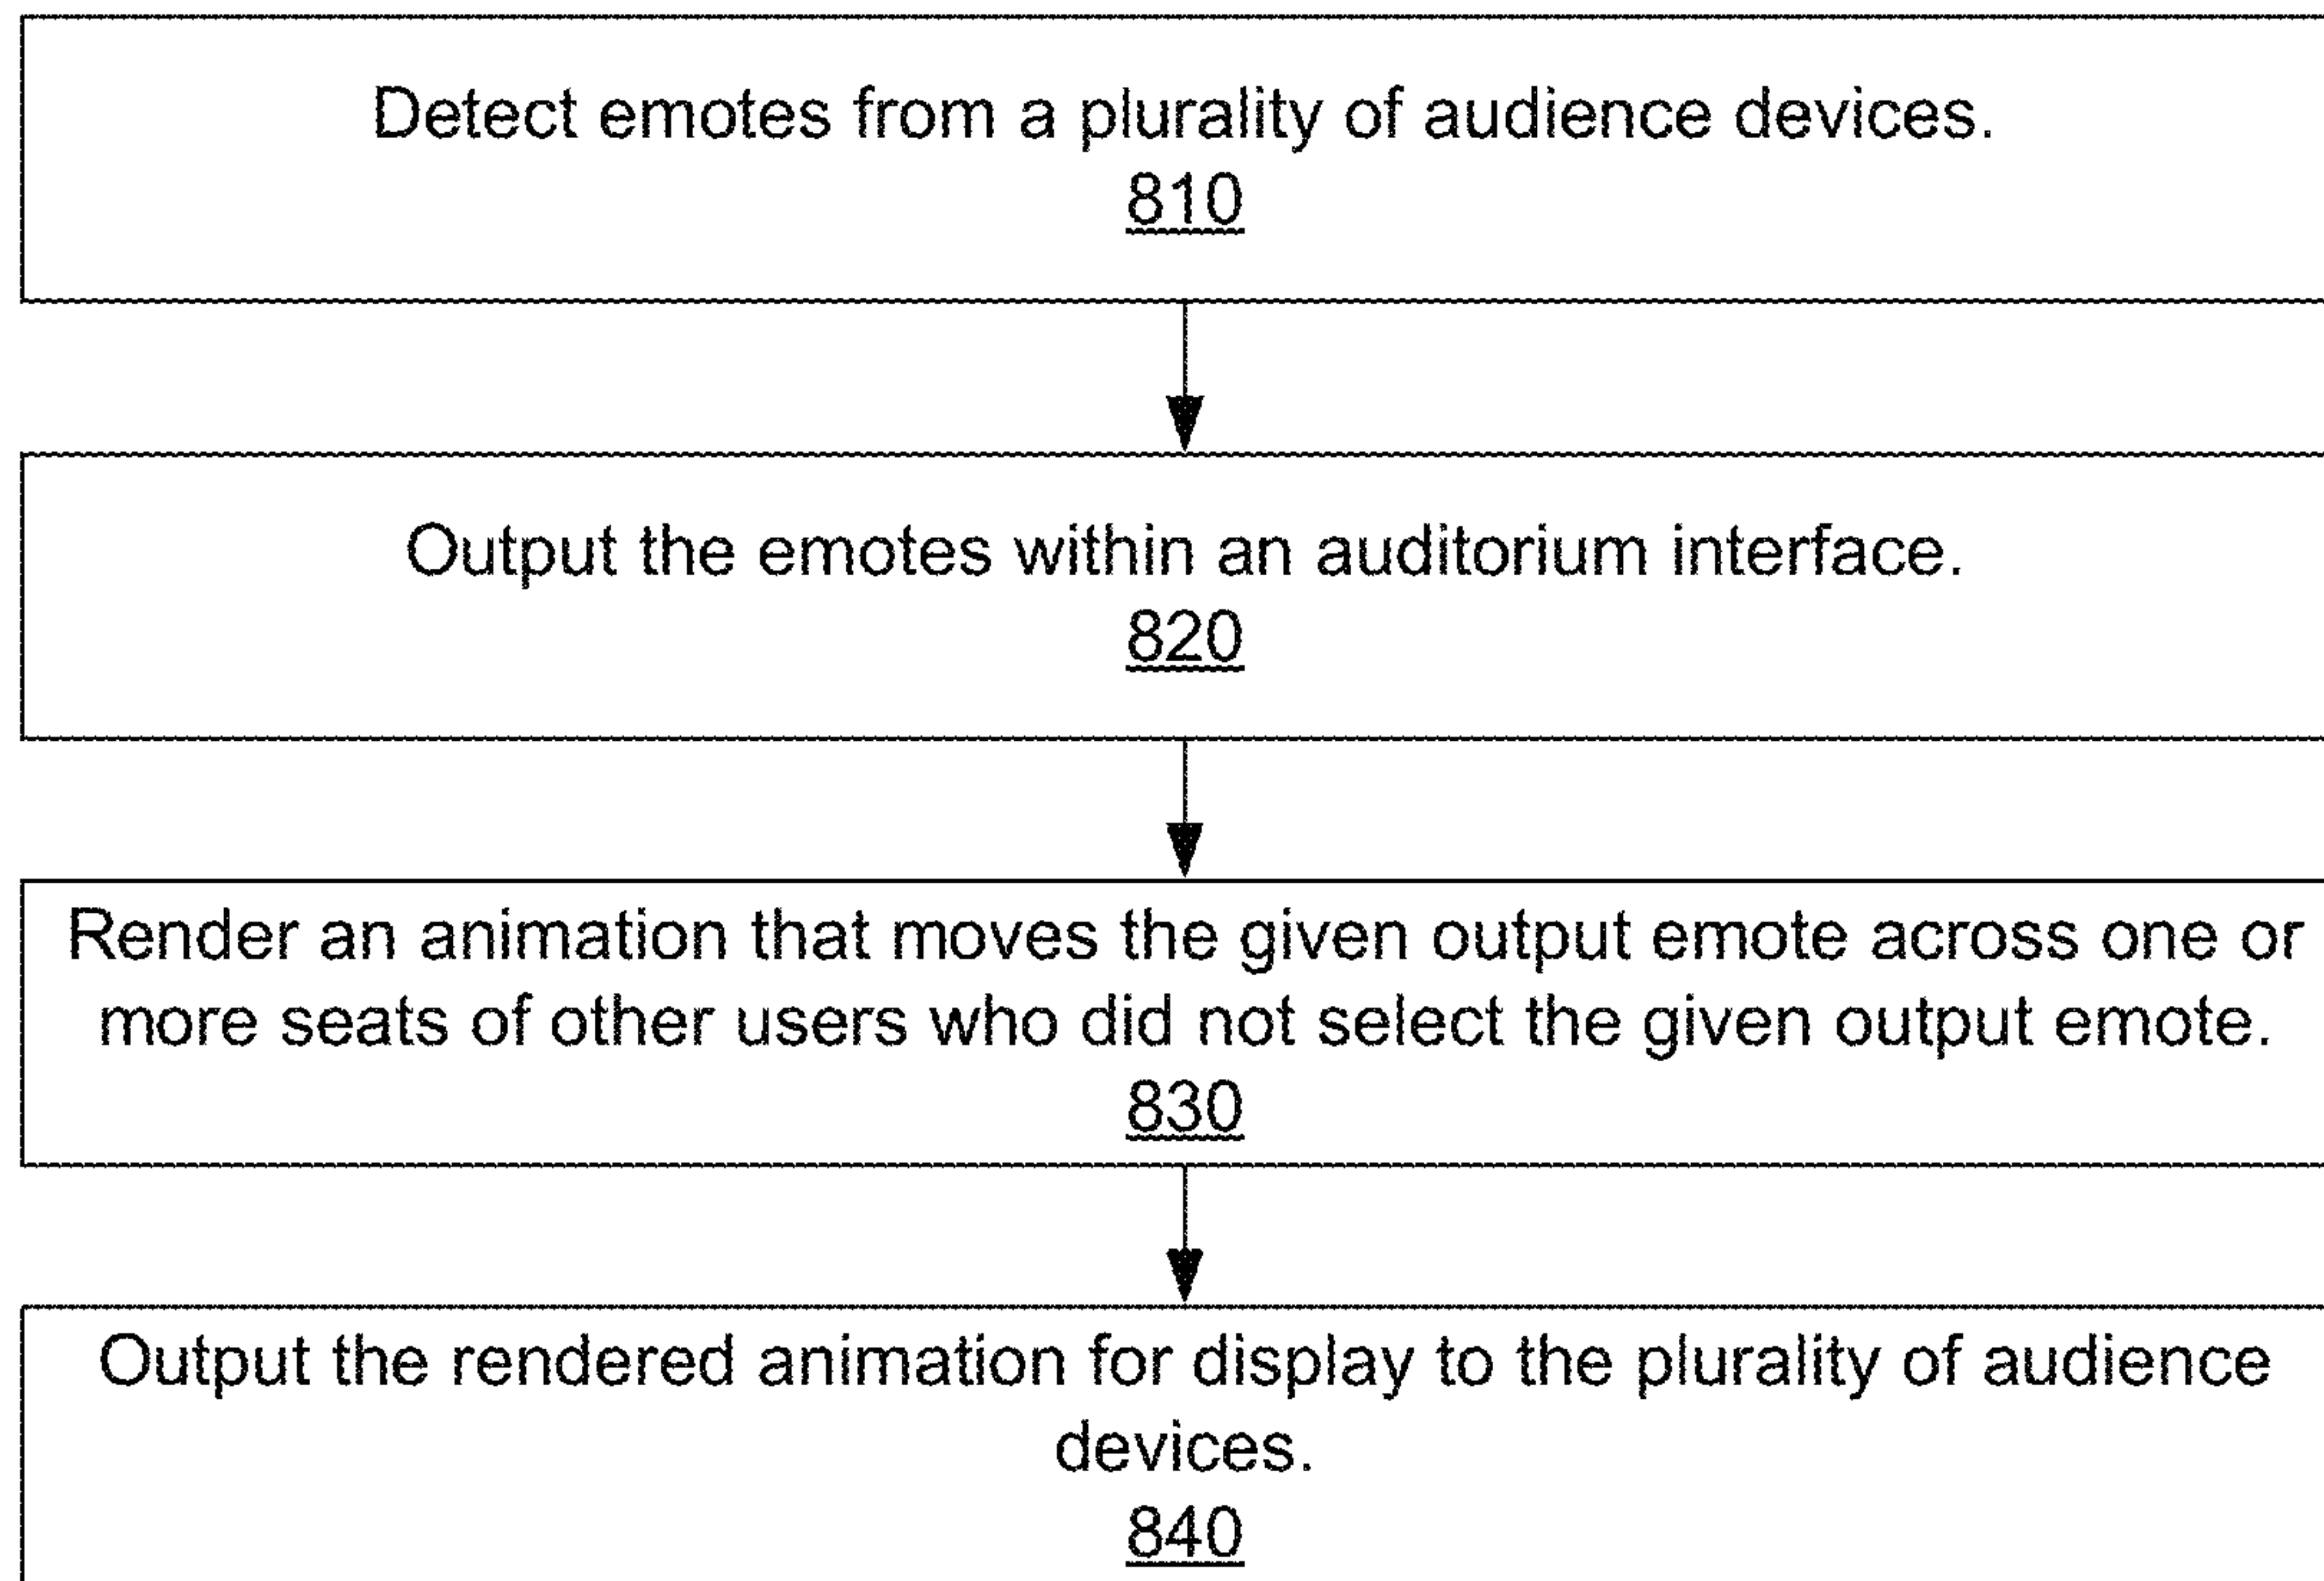 Detect emotes from a plurality of audience devices.
810
Output the emotes within an auditorium interface.
820
Render an animation that moves the given output emote across one or
more seats of other users who did not select the given output emote.
830
Output the rendered animation for display to the plurality of audience
devices.
840